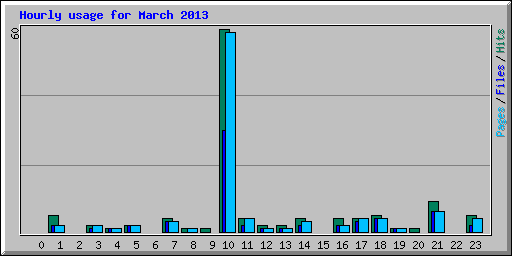 Hourly usage for March 2013
60
Pages/Files/Hits
0 1 2 3 4 5 6 7 8 9 10 11 12 13 14 15 16 17 18 19 20 21 22 23